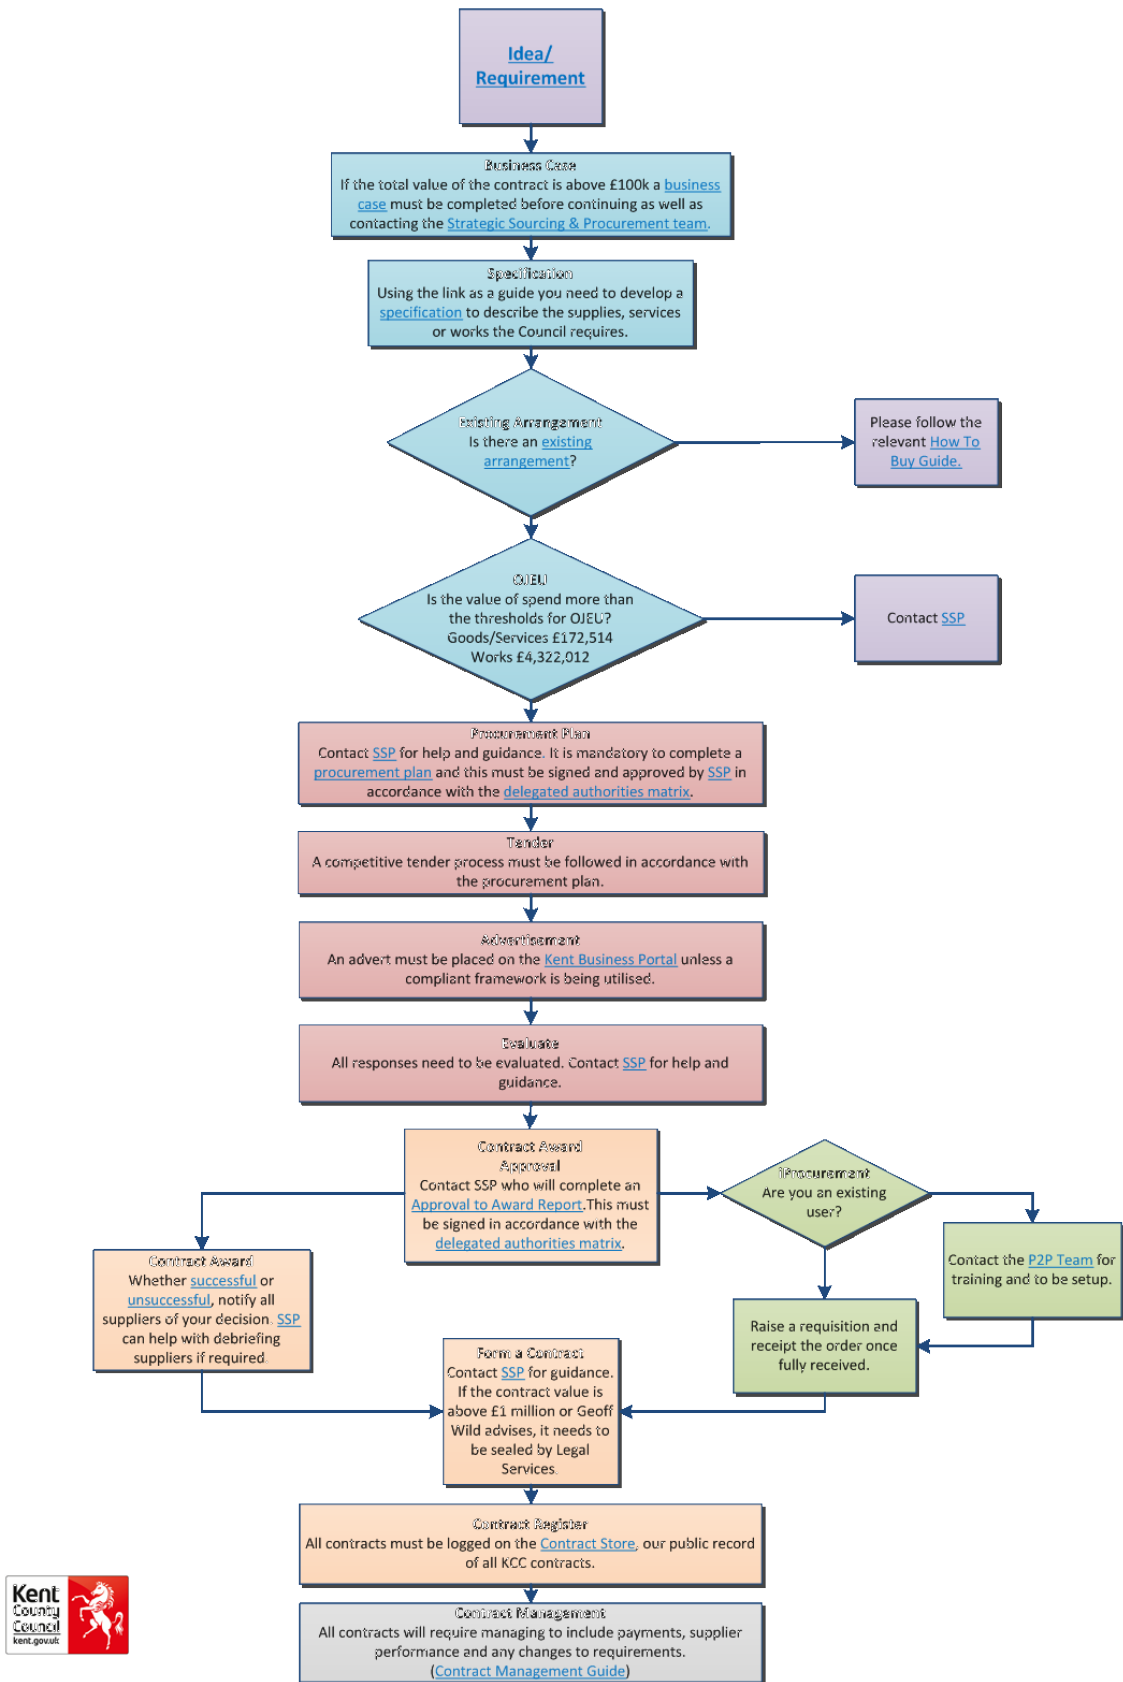 Idea/
Requirement
Business Case
If the total value of the contract is above £100k a business
case must be completed before continuing as well as
contacting the Strategic Sourcing & Procurement team.
Specification
Using the link as a guide you need to develop a
specification to describe the supplies, services
or works the Council requires.
Existing Arrangement
Is there an existing
arrangement?
Please follow the
relevant How To
Buy Guide.
OJEU
Is the value of spend more than
the thresholds for OJEU?
Goods/Services £172,514
Works £4,322,012
Contact SSP
Procurement Plan
Contact SSP for help and guidance. It is mandatory to complete a
procurement plan and this must be signed and approved by SSP in
accordance with the delegated authorities matrix.
Tender
A competitive tender process must be followed in accordance with
the procurement plan.
Advertisement
An advert must be placed on the Kent Business Portal unless a
compliant framework is being utilised.
Evaluate
All responses need to be evaluated. Contact SSP for help and
guidance.
Contract Award
Approval
Contact SSP who will complete an
Approval to Award Report.This must
be signed in accordance with the
delegated authorities matrix.
iProcurement
Are you an existing
user?
Contact the P2P Team for
training and to be setup.
Contract Award
Whether successful or
unsuccessful, notify all
suppliers of your decision. SSP
can help with debriefing
suppliers if required.
Raise a requisition and
receipt the order once
fully received.
Form a Contract
Contact SSP for guidance.
If the contract value is
above £1 million or Geoff
Wild advises, it needs to
be sealed by Legal
Services.
Contract Register
All contracts must be logged on the Contract Store, our public record
of all KCC contracts.
Contract Management
All contracts will require managing to include payments, supplier
performance and any changes to requirements.
(Contract Management Guide)
Kent
County
Council
kent.gov.uk